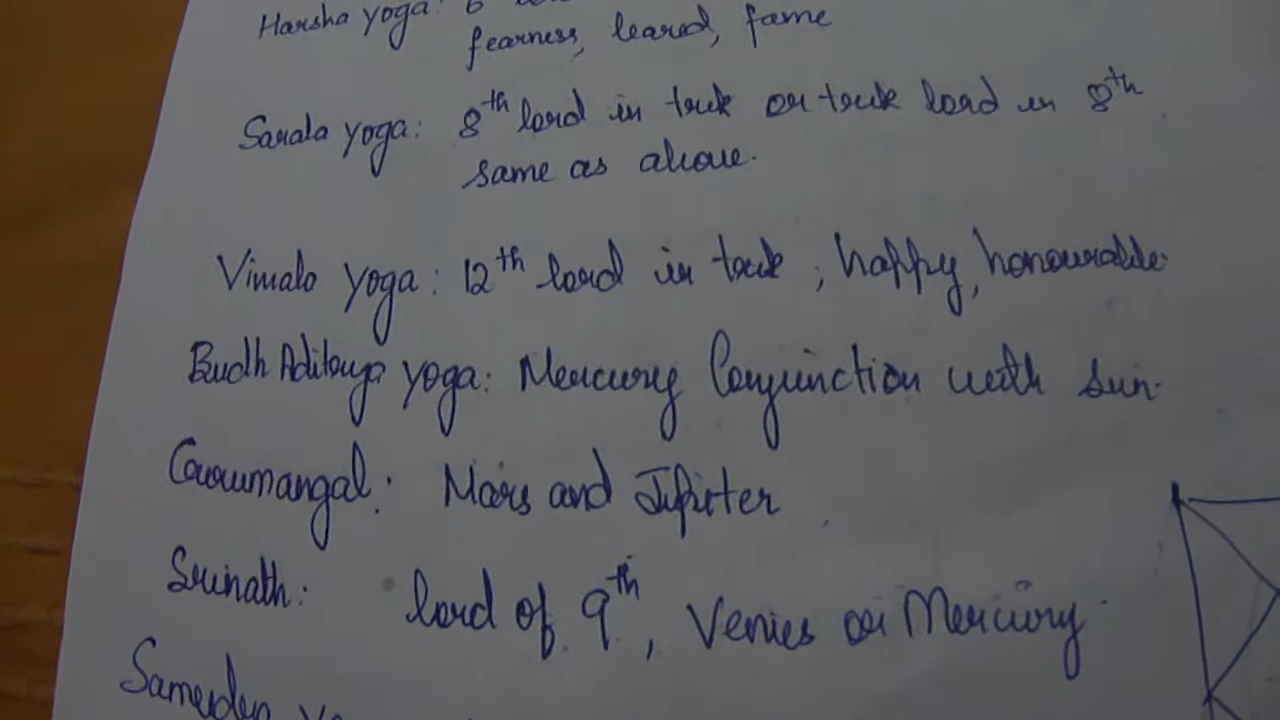 Harsha yoga: 6
fearness, leared, fame
Sarala yoga: 8th lord in trik or trik lord in 8th
same as above.
Vimala yoga: 12th lord in trik, happy, honourable
Budh Aditya yoga: Mercury Conjunction with sun.
Gurumangal: Mars and Jupiter
Srinath: lord of 9th, Venies or Mercury